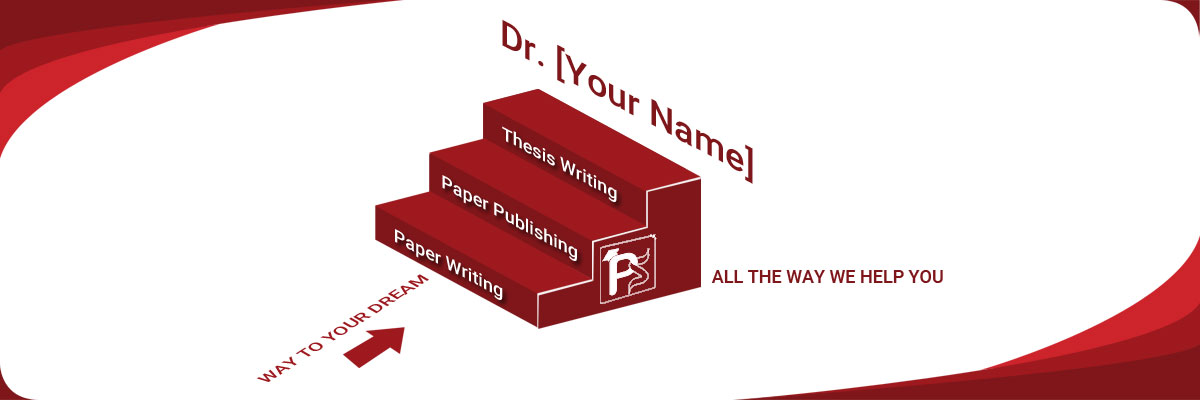 Dr. [Your Name]
Thesis Writing
Paper Publishing
Paper Writing
WAY TO YOUR DREAM
ALL THE WAY WE HELP YOU
P